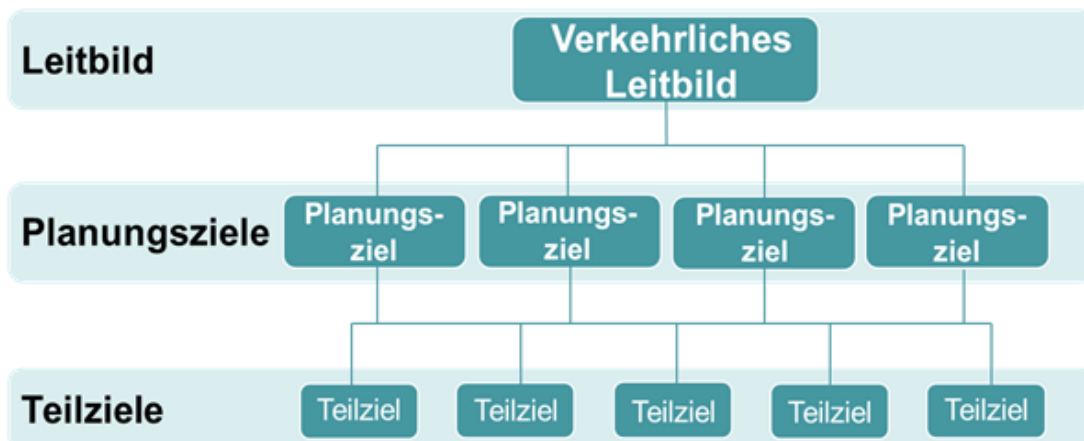 Leitbild
Verkehrliches
Leitbild
Planungsziele
Planungs-
ziel
Planungs-
ziel
Planungs-
ziel
Planungs-
ziel
Teilziele
Teilziel
Teilziel
Teilziel
Teilziel
Teilziel